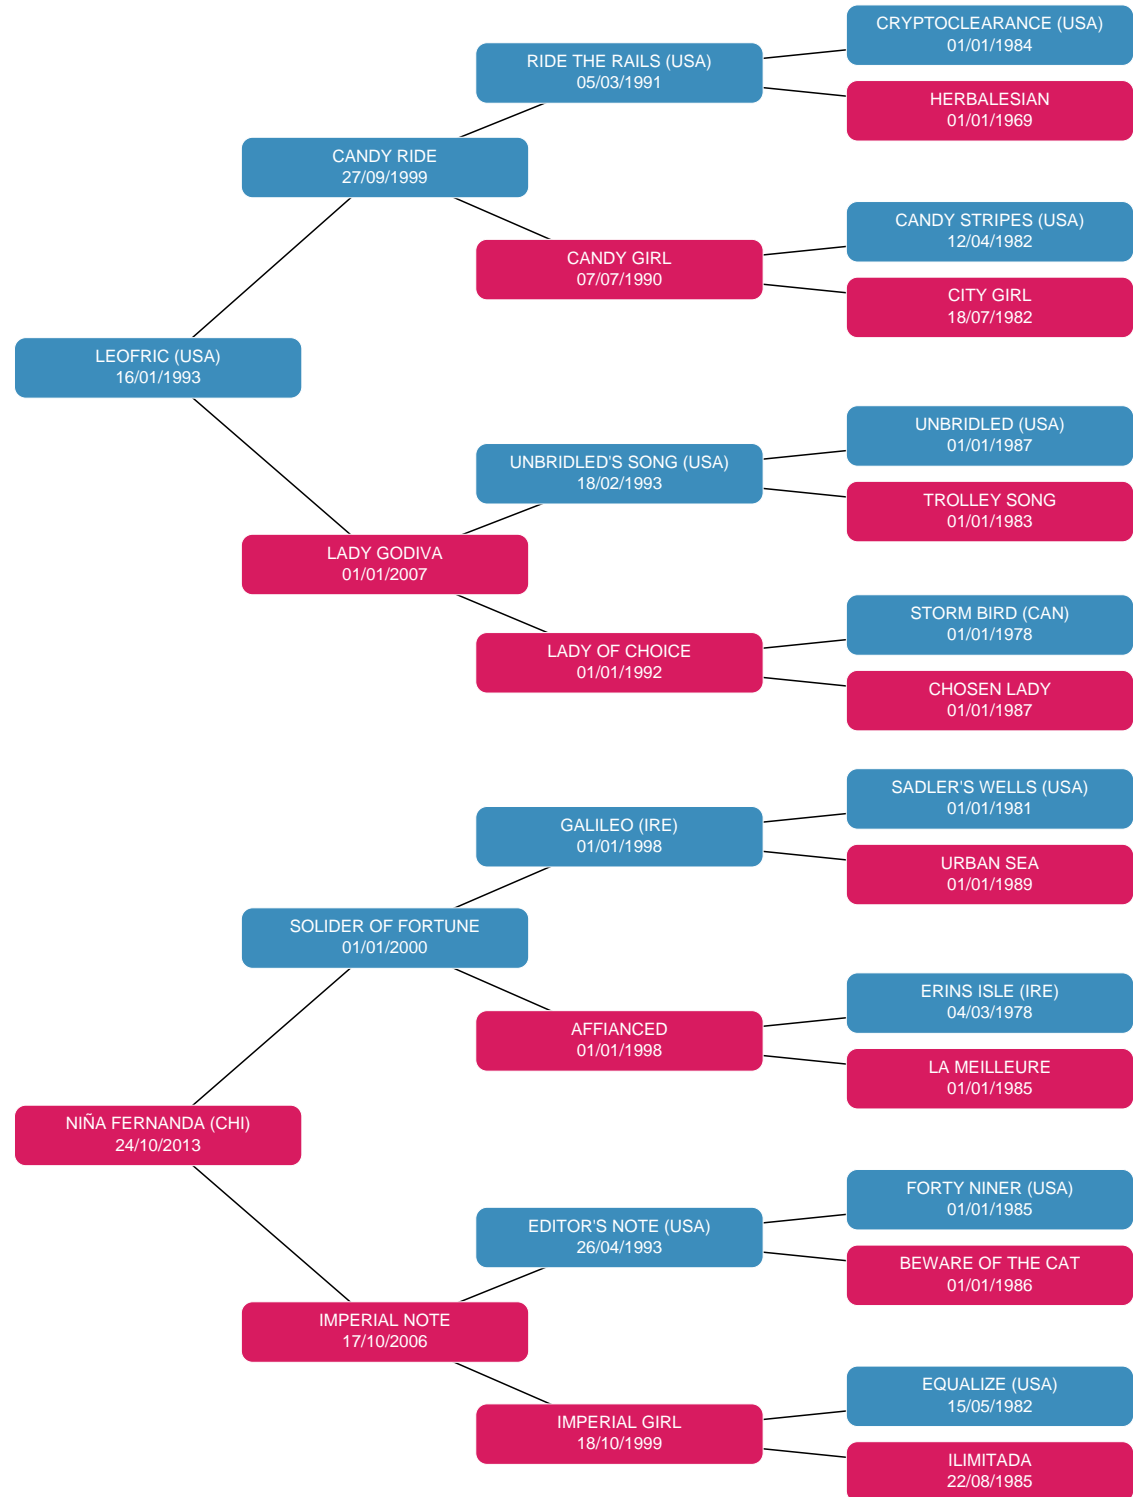 CRYPTOCLEARANCE (USA)
01/01/1984
RIDE THE RAILS (USA)
05/03/1991
HERBALESIAN
01/01/1969
CANDY RIDE
27/09/1999
CANDY STRIPES (USA)
12/04/1982
CANDY GIRL
07/07/1990
CITY GIRL
18/07/1982
LEOFRIC (USA)
16/01/1993
UNBRIDLED (USA)
01/01/1987
UNBRIDLED'S SONG (USA)
18/02/1993
TROLLEY SONG
01/01/1983
LADY GODIVA
01/01/2007
STORM BIRD (CAN)
01/01/1978
LADY OF CHOICE
01/01/1992
CHOSEN LADY
01/01/1987
SADLER'S WELLS (USA)
01/01/1981
GALILEO (IRE)
01/01/1998
URBAN SEA
01/01/1989
SOLIDER OF FORTUNE
01/01/2000
ERINS ISLE (IRE)
04/03/1978
AFFIANCED
01/01/1998
LA MEILLEURE
01/01/1985
NIÑA FERNANDA (CHI)
24/10/2013
FORTY NINER (USA)
01/01/1985
EDITOR'S NOTE (USA)
26/04/1993
BEWARE OF THE CAT
01/01/1986
IMPERIAL NOTE
17/10/2006
EQUALIZE (USA)
15/05/1982
IMPERIAL GIRL
18/10/1999
ILIMITADA
22/08/1985